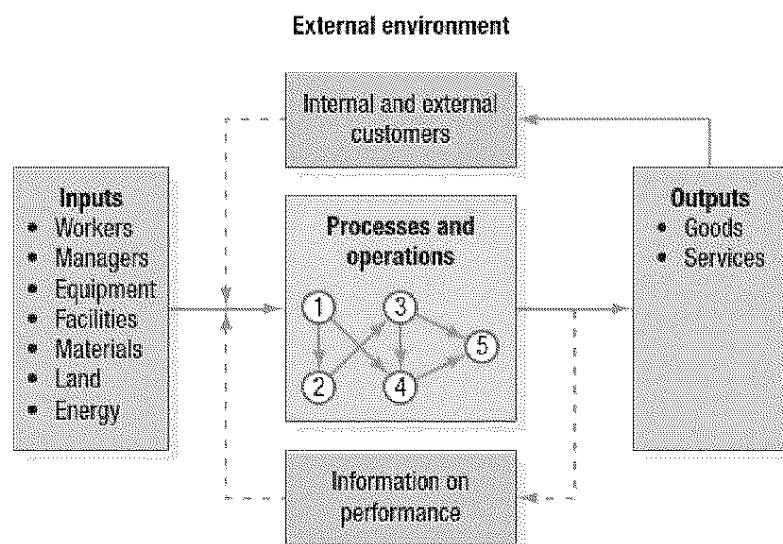 External environment
Internal and external
customers
Inputs
• Workers
• Managers
• Equipment
• Facilities
• Materials
• Land
• Energy
Processes and
operations
1
3
5
2
4
Outputs
• Goods
• Services
Information on
performance